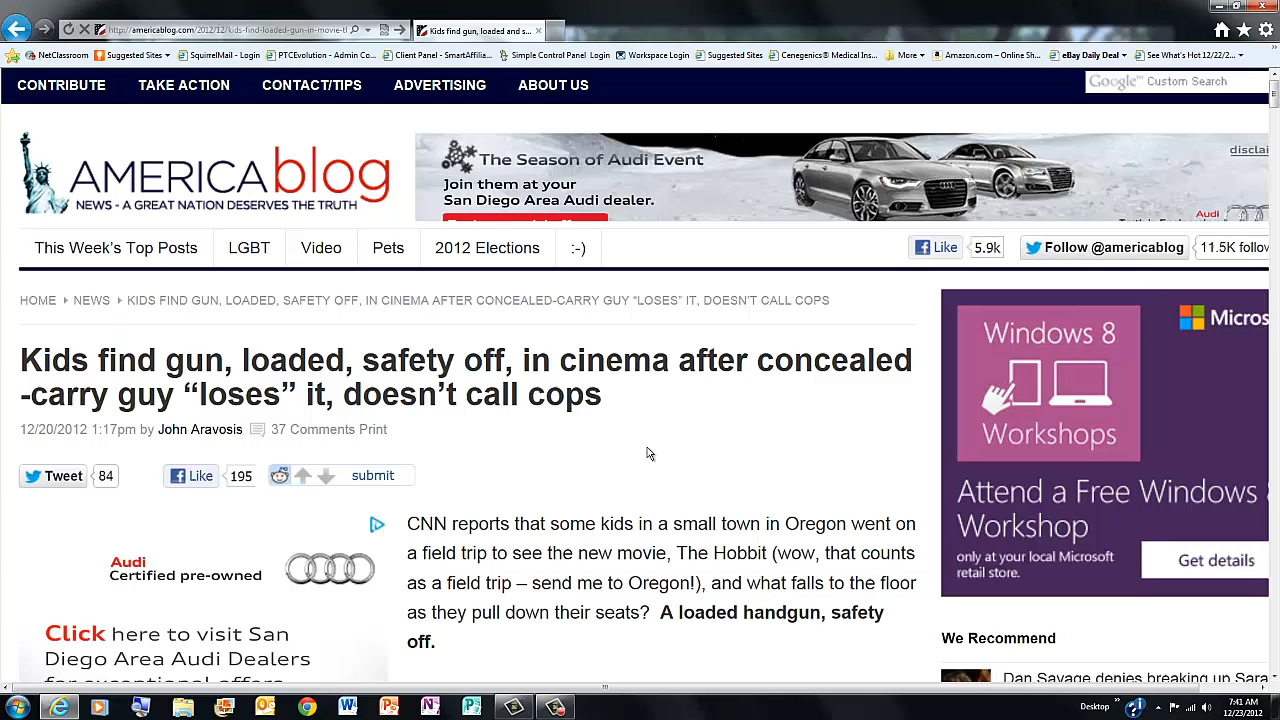 http://americablog.com/2012/12/kids-find-loaded-gun-in-movie-tl
Kids find gun, loaded and s...
NetClassroom
Suggested Sites
SquirrelMail - Login
PTCEvolution - Admin Co...
Client Panel - SmartAffilia...
Simple Control Panel Login
Workspace Login
Suggested Sites
Cenegenics® Medical Ins...
More
Amazon.com – Online Sh...
eBay Daily Deal
See What's Hot 12/22/2...
CONTRIBUTE
TAKE ACTION
CONTACT/TIPS
ADVERTISING
ABOUT US
Google™ Custom Search
AMERICAblog
NEWS - A GREAT NATION DESERVES THE TRUTH
The Season of Audi Event
Join them at your
San Diego Area Audi dealer.
disclai
Audi
This Week's Top Posts
LGBT
Video
Pets
2012 Elections
:-)
Like
5.9k
Follow @americablog
11.5K follow
HOME
NEWS
KIDS FIND GUN, LOADED, SAFETY OFF, IN CINEMA AFTER CONCEALED-CARRY GUY “LOSES” IT, DOESN'T CALL COPS
Kids find gun, loaded, safety off, in cinema after concealed
-carry guy “loses” it, doesn’t call cops
12/20/2012 1:17pm by John Aravosis
37 Comments Print
Tweet
84
Like
195
submit
CNN reports that some kids in a small town in Oregon went on
a field trip to see the new movie, The Hobbit (wow, that counts
as a field trip – send me to Oregon!), and what falls to the floor
as they pull down their seats? A loaded handgun, safety
off.
Audi
Certified pre-owned
Click here to visit San
Diego Area Audi Dealers
for exceptional offers
Windows 8
Workshops
Micros
Attend a Free Windows 8
Workshop
only at your local Microsoft
retail store.
Get details
We Recommend
Dan Savage denies breaking up Sara
Desktop
7:41 AM
12/23/2012